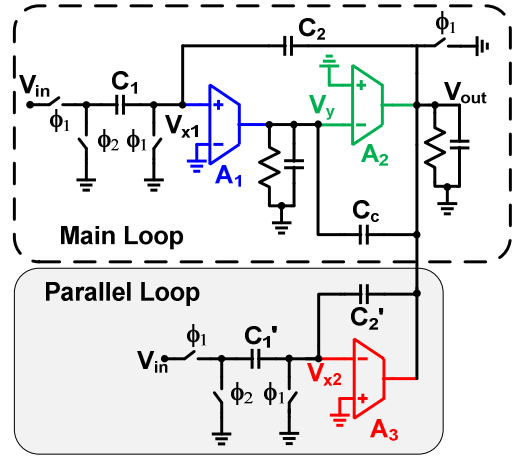 C₂
ϕ₁
Vin
C₁
ϕ₁
ϕ₂
ϕ₁
Vx1
+
−
A₁
Vy
+
−
A₂
Vout
Cc
Main Loop
Parallel Loop
C₂'
C₁'
ϕ₁
Vin
ϕ₂
ϕ₁
Vx2
−
+
A₃